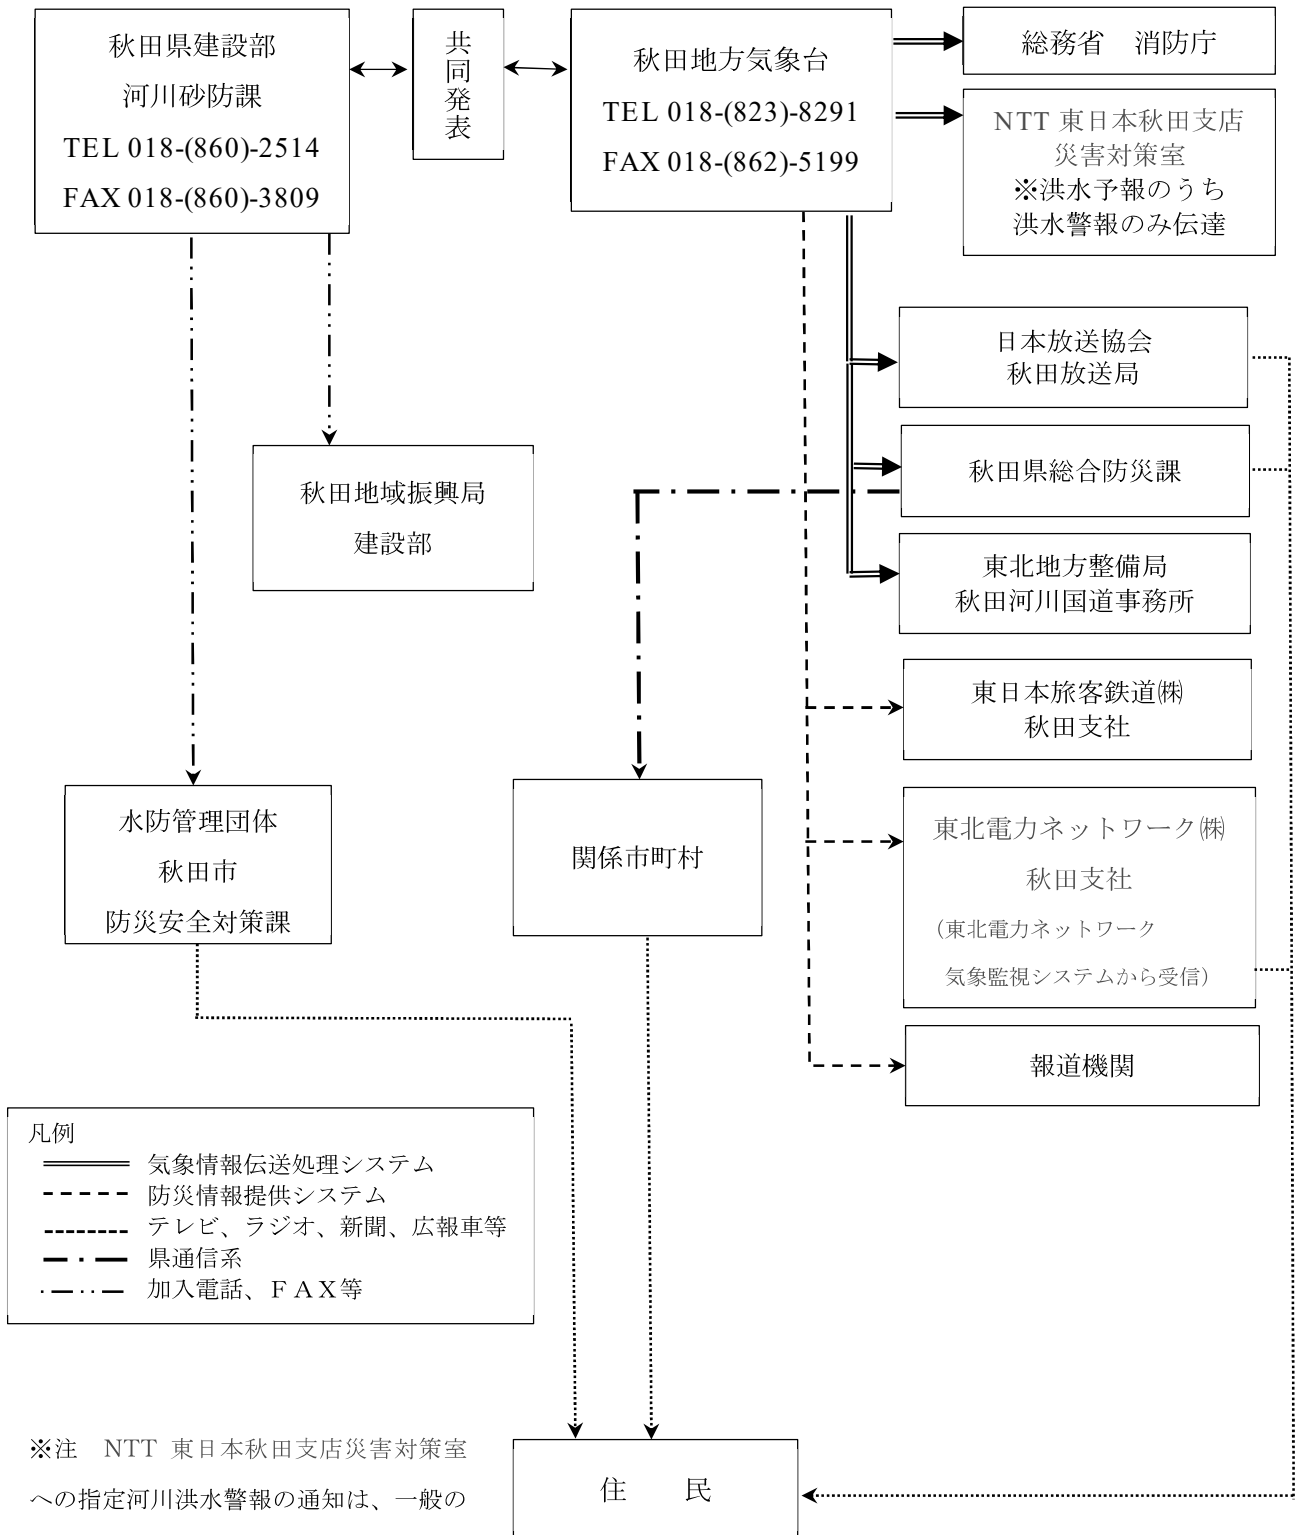 秋田県建設部
河川砂防課
TEL 018-(860)-2514
FAX 018-(860)-3809
共同発表
秋田地方気象台
TEL 018-(823)-8291
FAX 018-(862)-5199
総務省　消防庁
NTT 東日本秋田支店
災害対策室
※洪水予報のうち
洪水警報のみ伝達
日本放送協会
秋田放送局
秋田県総合防災課
秋田地域振興局
建設部
東北地方整備局
秋田河川国道事務所
東日本旅客鉄道㈱
秋田支社
水防管理団体
秋田市
防災安全対策課
関係市町村
東北電力ネットワーク㈱
秋田支社
（東北電力ネットワーク
気象監視システムから受信）
報道機関
凡例
気象情報伝送処理システム
防災情報提供システム
テレビ、ラジオ、新聞、広報車等
県通信系
加入電話、ＦＡＸ等
※注　NTT 東日本秋田支店災害対策室
への指定河川洪水警報の通知は、一般の
住　　民